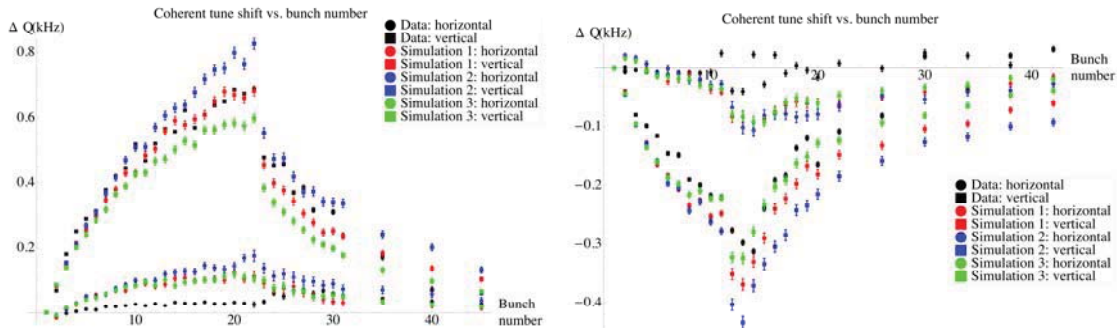 Coherent tune shift vs. bunch number
Δ Q(kHz)
0.8
0.6
0.4
0.2
10
20
30
40
Bunch
number
Data: horizontal
Data: vertical
Simulation 1: horizontal
Simulation 1: vertical
Simulation 2: horizontal
Simulation 2: vertical
Simulation 3: horizontal
Simulation 3: vertical
Coherent tune shift vs. bunch number
Δ Q(kHz)
Bunch
number
10
20
30
40
−0.1
−0.2
−0.3
−0.4
Data: horizontal
Data: vertical
Simulation 1: horizontal
Simulation 1: vertical
Simulation 2: horizontal
Simulation 2: vertical
Simulation 3: horizontal
Simulation 3: vertical